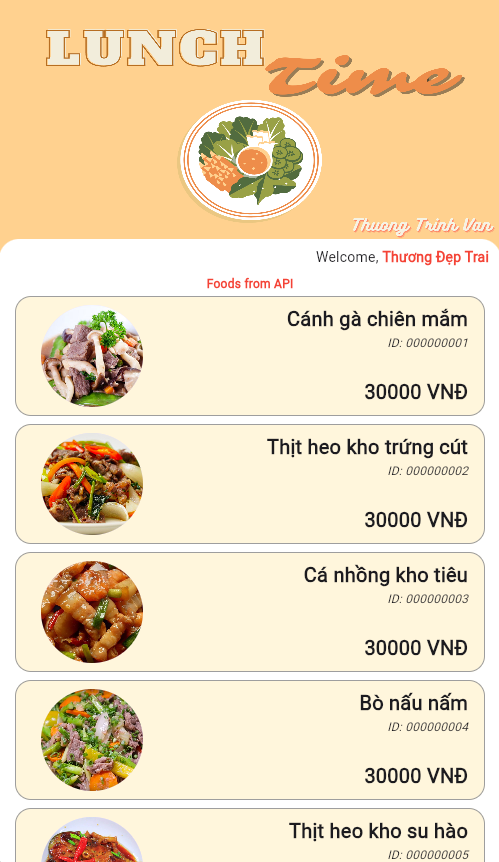 LUNCH
Time
Thuong Trinh Van
Welcome, Thương Đẹp Trai
Foods from API
Cánh gà chiên mắm
ID: 000000001
30000 VNĐ
Thịt heo kho trứng cút
ID: 000000002
30000 VNĐ
Cá nhồng kho tiêu
ID: 000000003
30000 VNĐ
Bò nấu nấm
ID: 000000004
30000 VNĐ
Thịt heo kho su hào
ID: 000000005